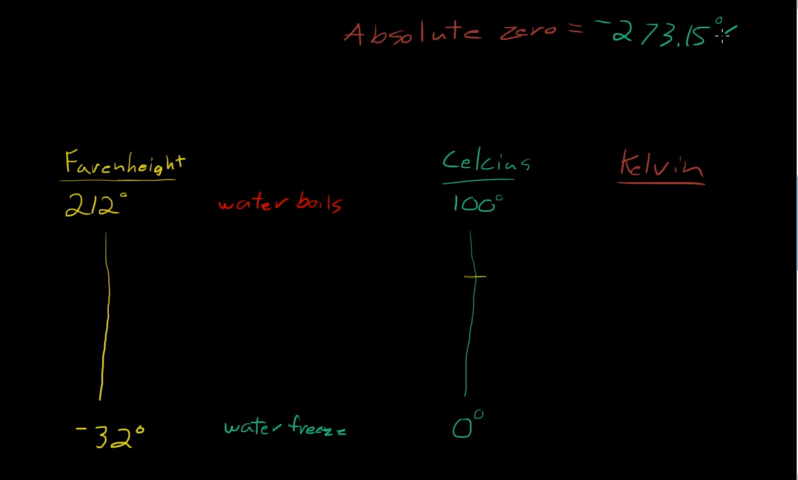 Absolute zero = -273.15°
Farenheight Celcius Kelvin
212° water boils 100°
-32° water freeze 0°